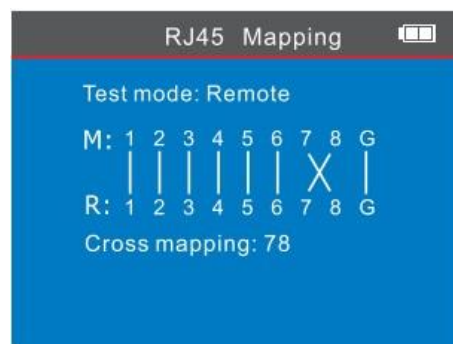 RJ45 Mapping
Test mode: Remote
M: 1 2 3 4 5 6 7 8 G
R: 1 2 3 4 5 6 7 8 G
Cross mapping: 78